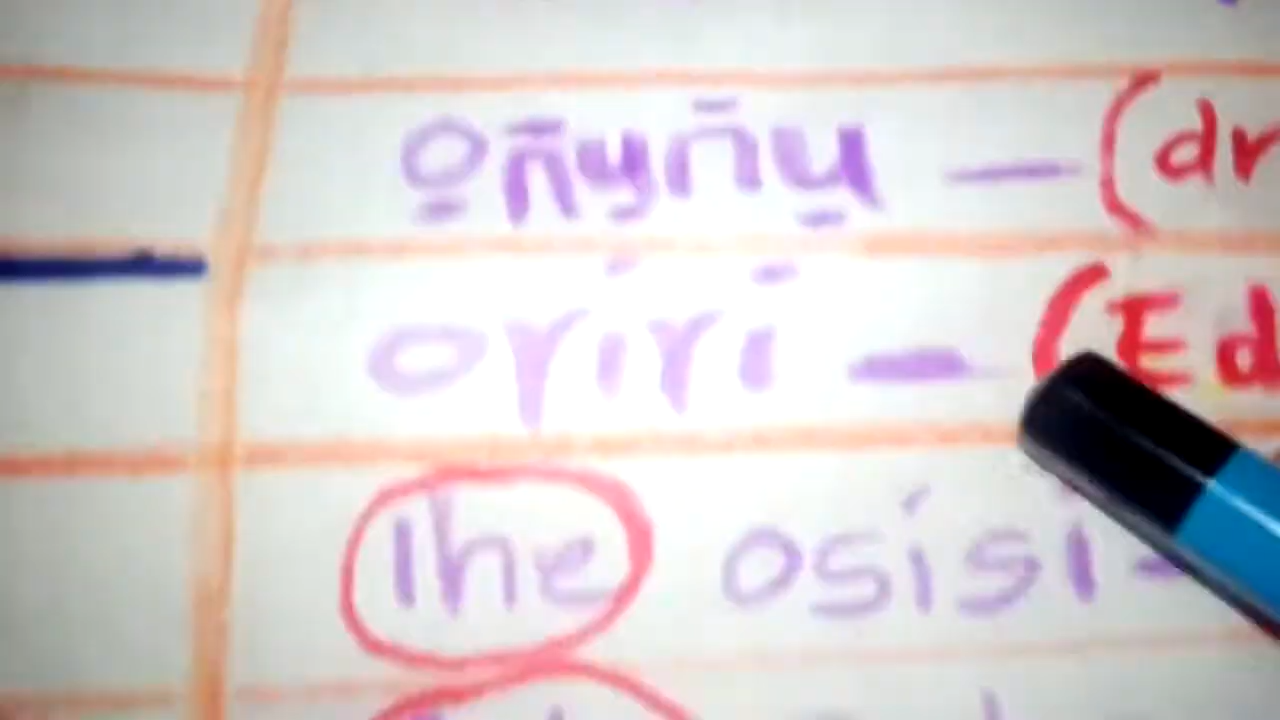 ọñụñụ – (dr
oriri – (Ed
Ihe osisi